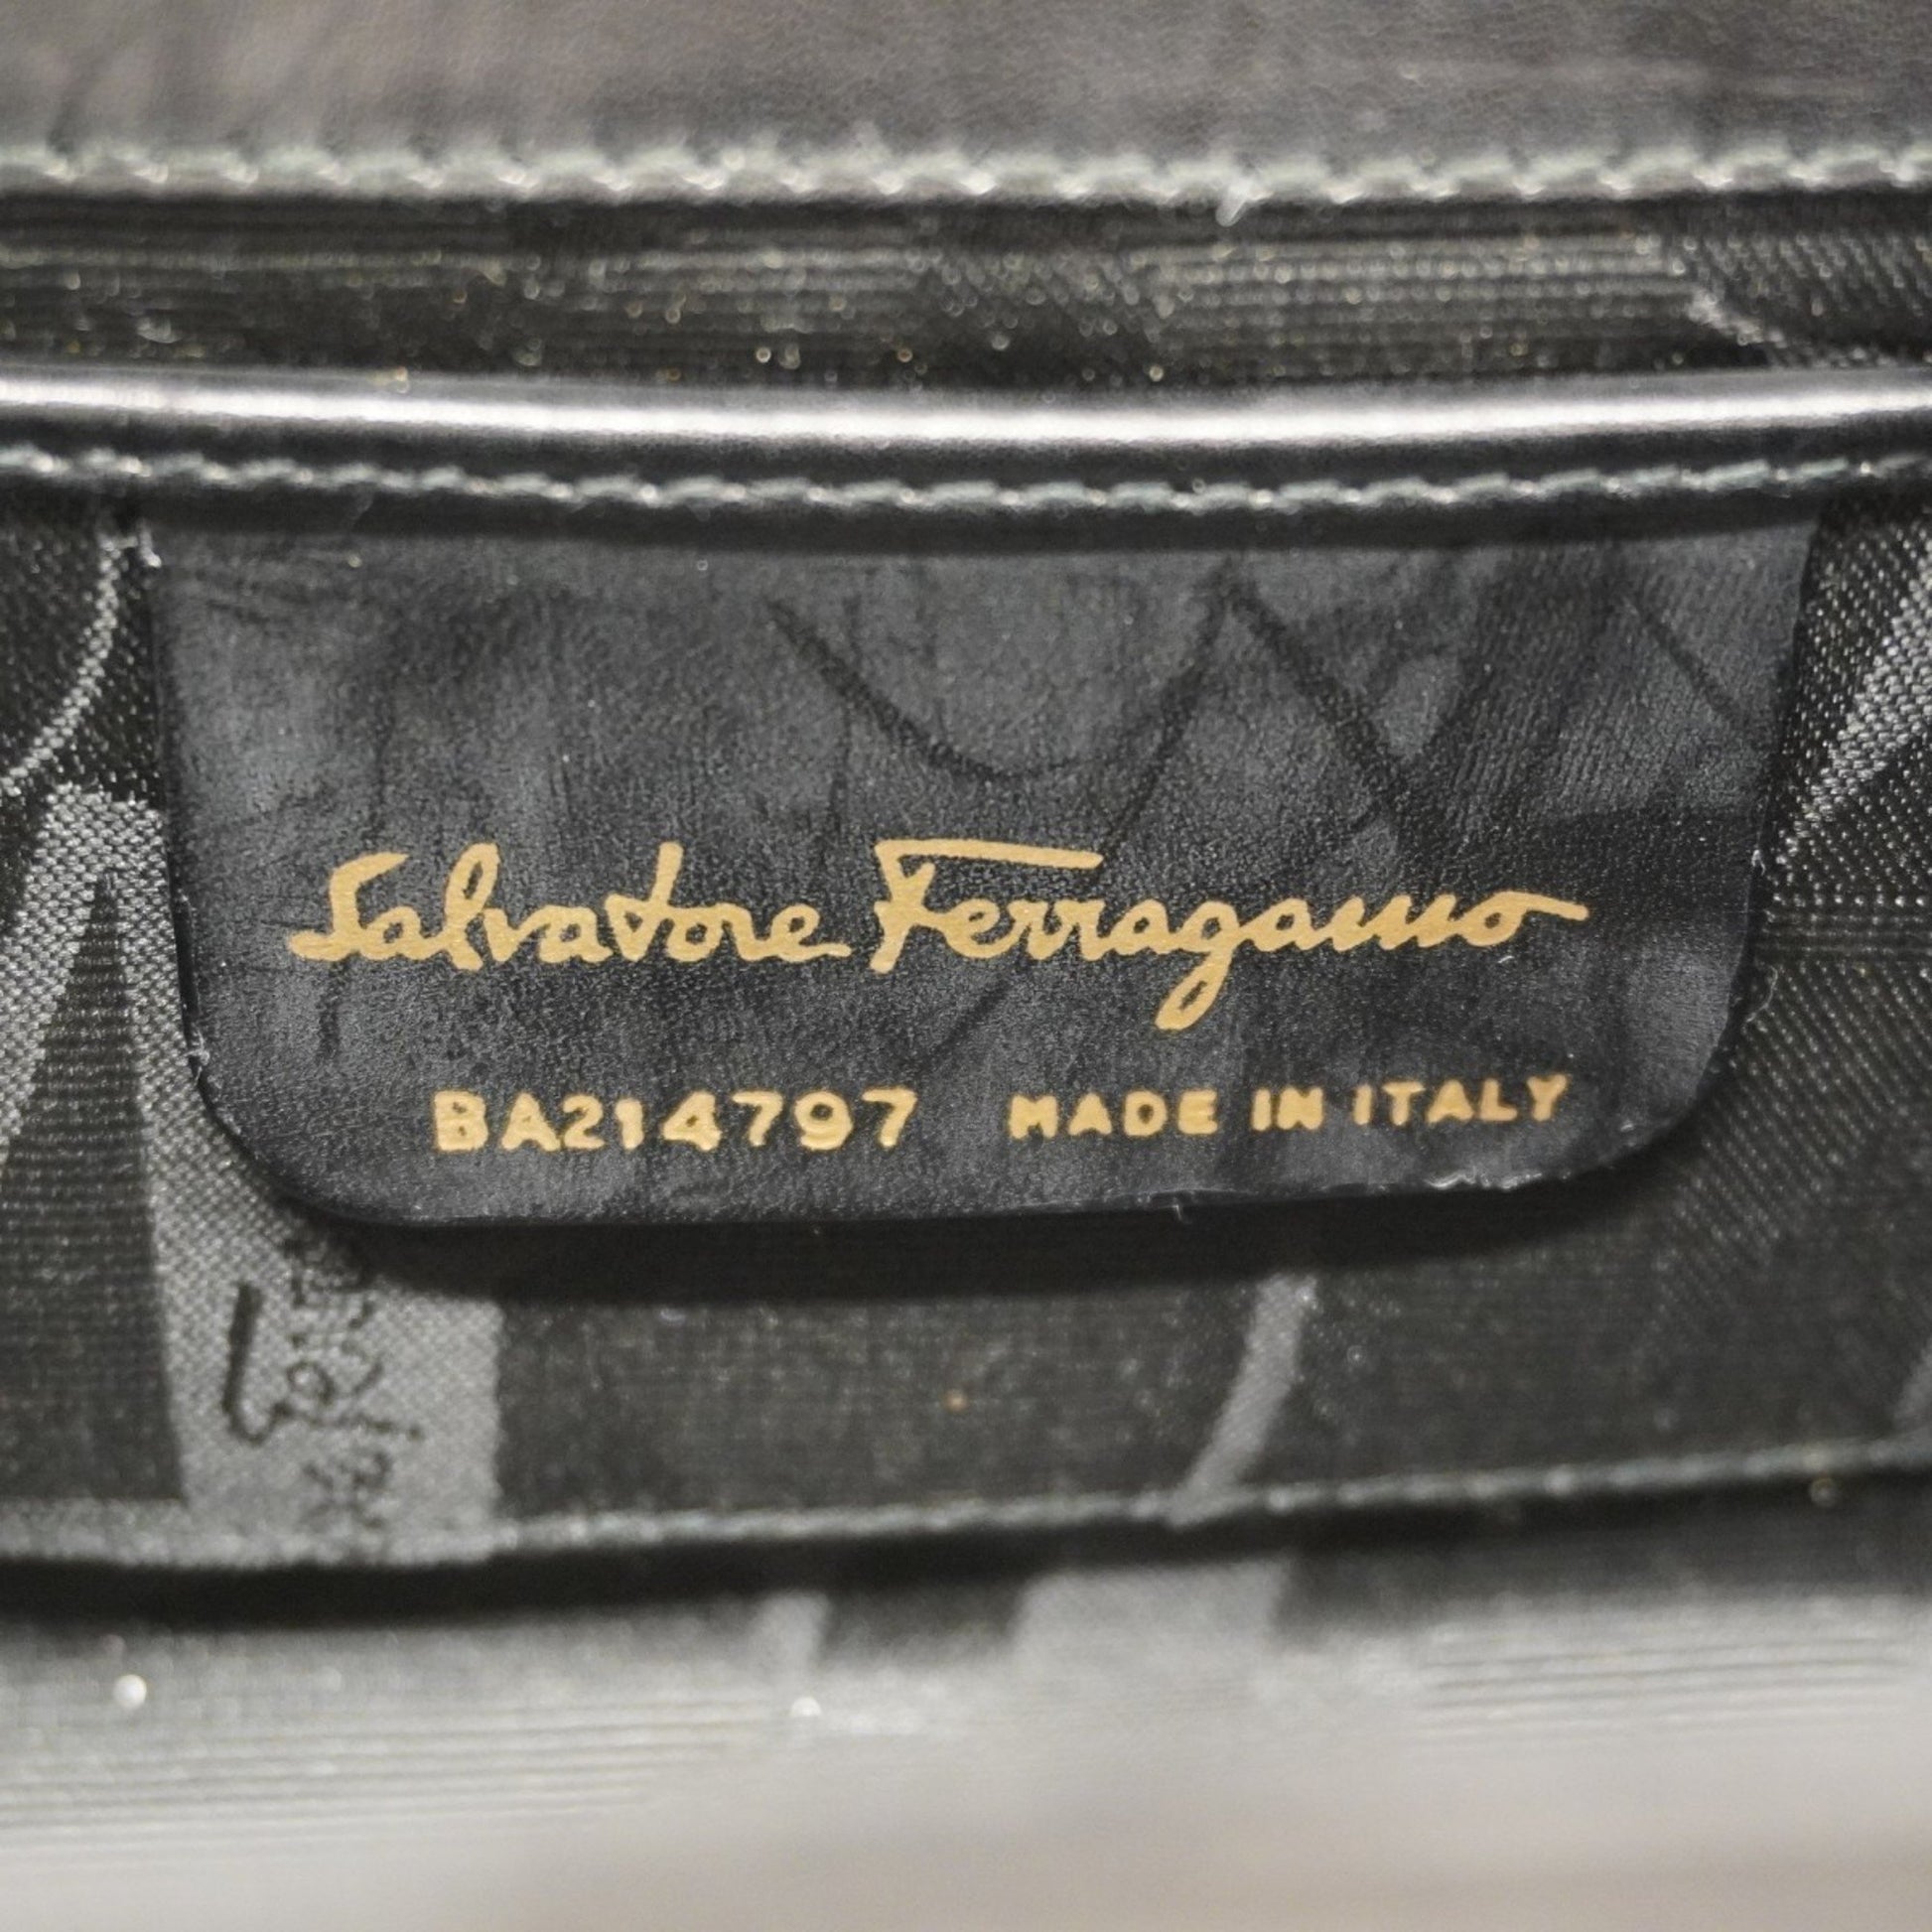 Salvatore Ferragamo
BA214797 MADE IN ITALY